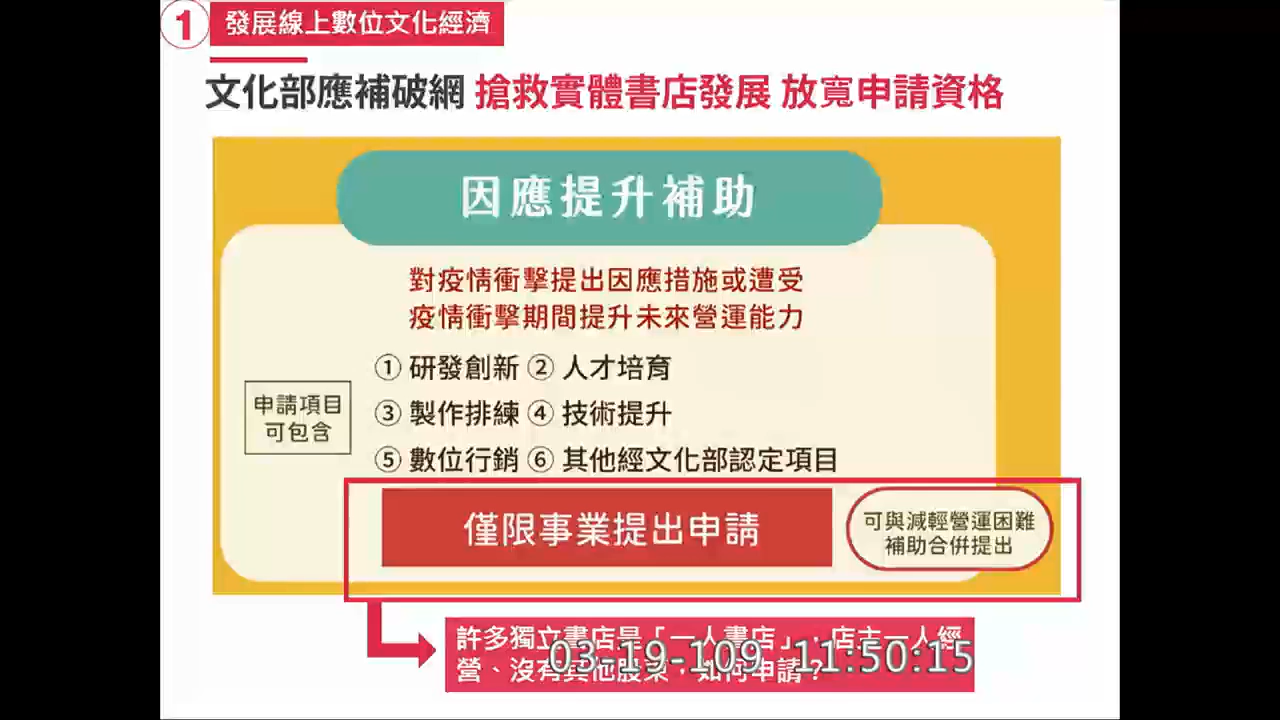 1 發展線上數位文化經濟
文化部應補破網 搶救實體書店發展 放寬申請資格
因應提升補助
對疫情衝擊提出因應措施或遭受
疫情衝擊期間提升未來營運能力
申請項目
可包含
① 研發創新 ② 人才培育
③ 製作排練 ④ 技術提升
⑤ 數位行銷 ⑥ 其他經文化部認定項目
僅限事業提出申請
可與減輕營運困難
補助合併提出
許多獨立書店是「一人書店」,店主一人經
營、沒有其他股東,如何申請?
03-19-109 11:50:15